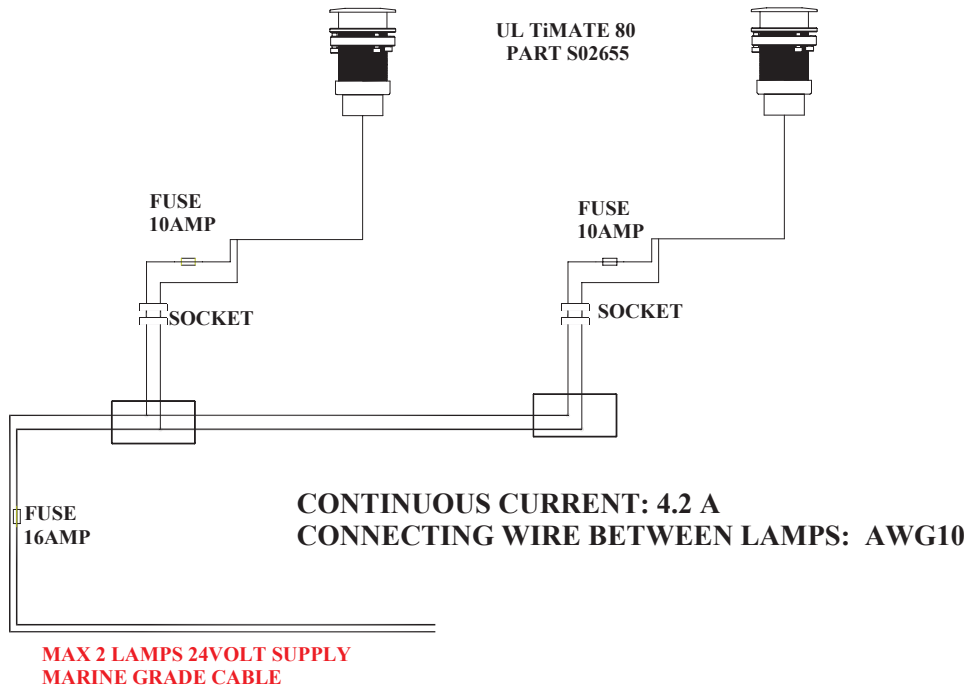 UL TiMATE 80
PART S02655
FUSE
10AMP
FUSE
10AMP
SOCKET
SOCKET
FUSE
16AMP
CONTINUOUS CURRENT: 4.2 A
CONNECTING WIRE BETWEEN LAMPS: AWG10
MAX 2 LAMPS 24VOLT SUPPLY
MARINE GRADE CABLE